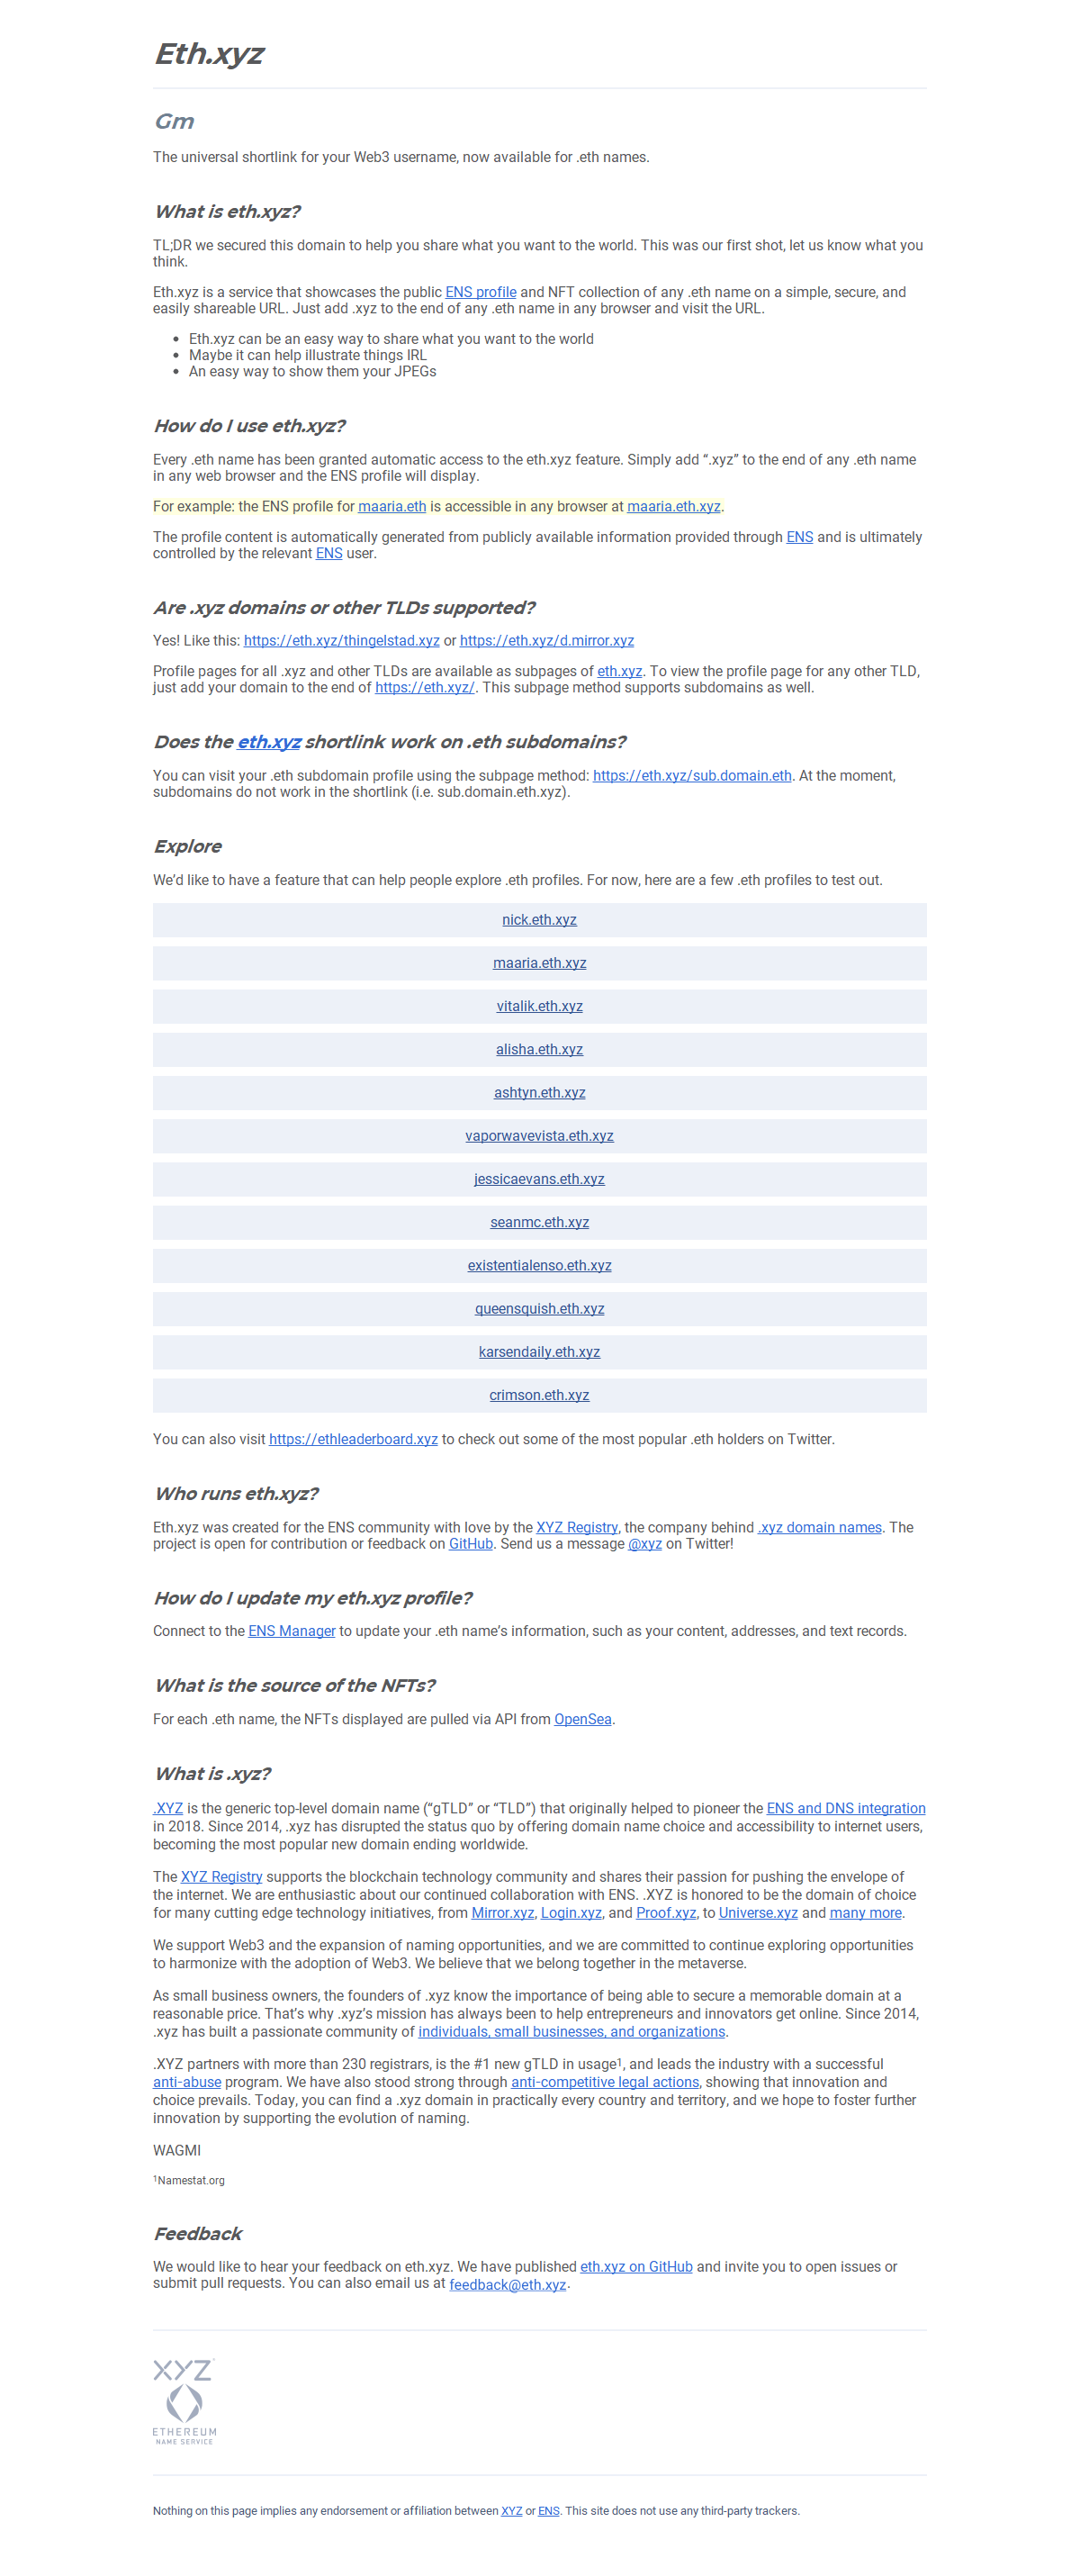 Eth.xyz
Gm
The universal shortlink for your Web3 username, now available for .eth names.
What is eth.xyz?
TL;DR we secured this domain to help you share what you want to the world. This was our first shot, let us know what you
think.
Eth.xyz is a service that showcases the public ENS profile and NFT collection of any .eth name on a simple, secure, and
easily shareable URL. Just add .xyz to the end of any .eth name in any browser and visit the URL.
• Eth.xyz can be an easy way to share what you want to the world
• Maybe it can help illustrate things IRL
• An easy way to show them your JPEGs
How do I use eth.xyz?
Every .eth name has been granted automatic access to the eth.xyz feature. Simply add “.xyz” to the end of any .eth name
in any web browser and the ENS profile will display.
For example: the ENS profile for maaria.eth is accessible in any browser at maaria.eth.xyz.
The profile content is automatically generated from publicly available information provided through ENS and is ultimately
controlled by the relevant ENS user.
Are .xyz domains or other TLDs supported?
Yes! Like this: https://eth.xyz/thingelstad.xyz or https://eth.xyz/d.mirror.xyz
Profile pages for all .xyz and other TLDs are available as subpages of eth.xyz. To view the profile page for any other TLD,
just add your domain to the end of https://eth.xyz/. This subpage method supports subdomains as well.
Does the eth.xyz shortlink work on .eth subdomains?
You can visit your .eth subdomain profile using the subpage method: https://eth.xyz/sub.domain.eth. At the moment,
subdomains do not work in the shortlink (i.e. sub.domain.eth.xyz).
Explore
We’d like to have a feature that can help people explore .eth profiles. For now, here are a few .eth profiles to test out.
nick.eth.xyz
maaria.eth.xyz
vitalik.eth.xyz
alisha.eth.xyz
ashtyn.eth.xyz
vaporwavevista.eth.xyz
jessicaevans.eth.xyz
seanmc.eth.xyz
existentialenso.eth.xyz
queensquish.eth.xyz
karsendaily.eth.xyz
crimson.eth.xyz
You can also visit https://ethleaderboard.xyz to check out some of the most popular .eth holders on Twitter.
Who runs eth.xyz?
Eth.xyz was created for the ENS community with love by the XYZ Registry, the company behind .xyz domain names. The
project is open for contribution or feedback on GitHub. Send us a message @xyz on Twitter!
How do I update my eth.xyz profile?
Connect to the ENS Manager to update your .eth name’s information, such as your content, addresses, and text records.
What is the source of the NFTs?
For each .eth name, the NFTs displayed are pulled via API from OpenSea.
What is .xyz?
.XYZ is the generic top-level domain name (“gTLD” or “TLD”) that originally helped to pioneer the ENS and DNS integration
in 2018. Since 2014, .xyz has disrupted the status quo by offering domain name choice and accessibility to internet users,
becoming the most popular new domain ending worldwide.
The XYZ Registry supports the blockchain technology community and shares their passion for pushing the envelope of
the internet. We are enthusiastic about our continued collaboration with ENS. .XYZ is honored to be the domain of choice
for many cutting edge technology initiatives, from Mirror.xyz, Login.xyz, and Proof.xyz, to Universe.xyz and many more.
We support Web3 and the expansion of naming opportunities, and we are committed to continue exploring opportunities
to harmonize with the adoption of Web3. We believe that we belong together in the metaverse.
As small business owners, the founders of .xyz know the importance of being able to secure a memorable domain at a
reasonable price. That’s why .xyz’s mission has always been to help entrepreneurs and innovators get online. Since 2014,
.xyz has built a passionate community of individuals, small businesses, and organizations.
.XYZ partners with more than 230 registrars, is the #1 new gTLD in usage¹, and leads the industry with a successful
anti-abuse program. We have also stood strong through anti-competitive legal actions, showing that innovation and
choice prevails. Today, you can find a .xyz domain in practically every country and territory, and we hope to foster further
innovation by supporting the evolution of naming.
WAGMI
¹Namestat.org
Feedback
We would like to hear your feedback on eth.xyz. We have published eth.xyz on GitHub and invite you to open issues or
submit pull requests. You can also email us at feedback@eth.xyz.
XYZ
ETHEREUM
NAME SERVICE
Nothing on this page implies any endorsement or affiliation between XYZ or ENS. This site does not use any third-party trackers.